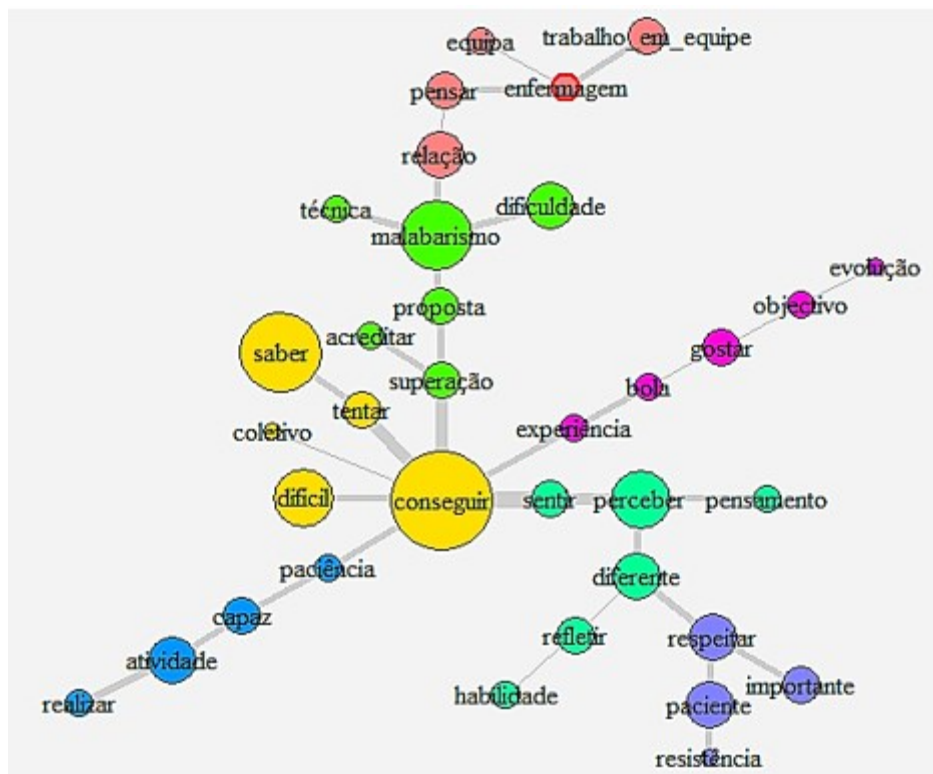 equipa
trabalho_em_equipe
pensar
enfermagem
relação
técnica
dificuldade
malabarismo
evolução
proposta
objectivo
acreditar
saber
gostar
superação
bola
tentar
coletivo
experiência
difícil
conseguir
sentir
perceber
pensamento
paciência
diferente
capaz
refletir
respeitar
atividade
importante
habilidade
realizar
paciente
resistência